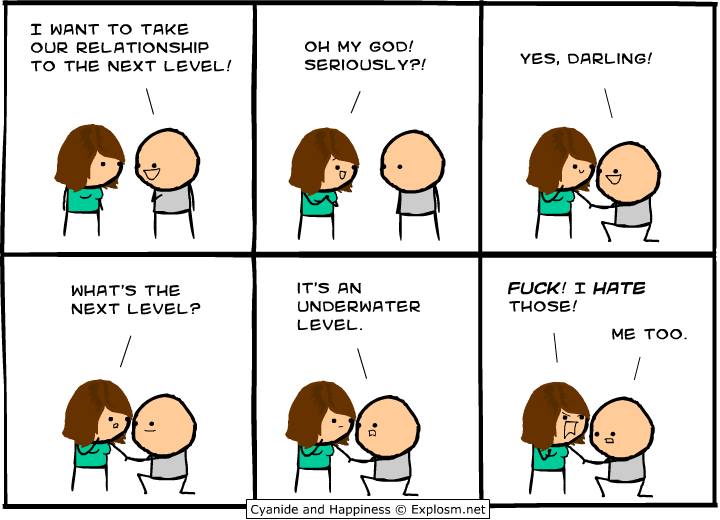 I WANT TO TAKE
OUR RELATIONSHIP
TO THE NEXT LEVEL!
OH MY GOD!
SERIOUSLY?!
YES, DARLING!
WHAT'S THE
NEXT LEVEL?
IT'S AN
UNDERWATER
LEVEL.
FUCK! I HATE
THOSE!
ME TOO.
Cyanide and Happiness © Explosm.net